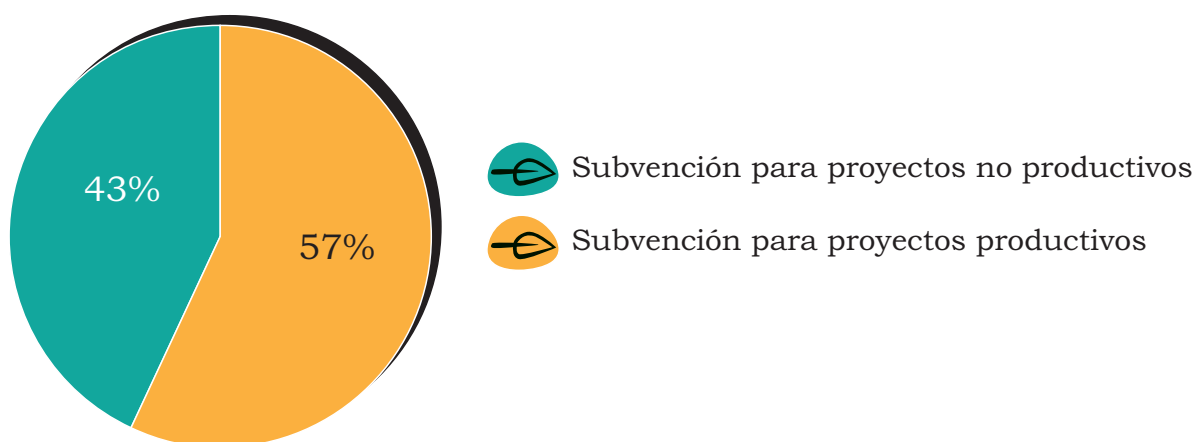 43%
57%
Subvención para proyectos no productivos
Subvención para proyectos productivos